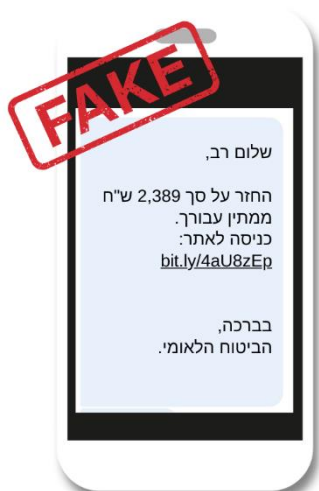 FAKE
שלום רב,
החזר על סך 2,389 ש"ח
ממתין עבורך.
כניסה לאתר:
bit.ly/4aU8zEp
בברכה,
הביטוח הלאומי.